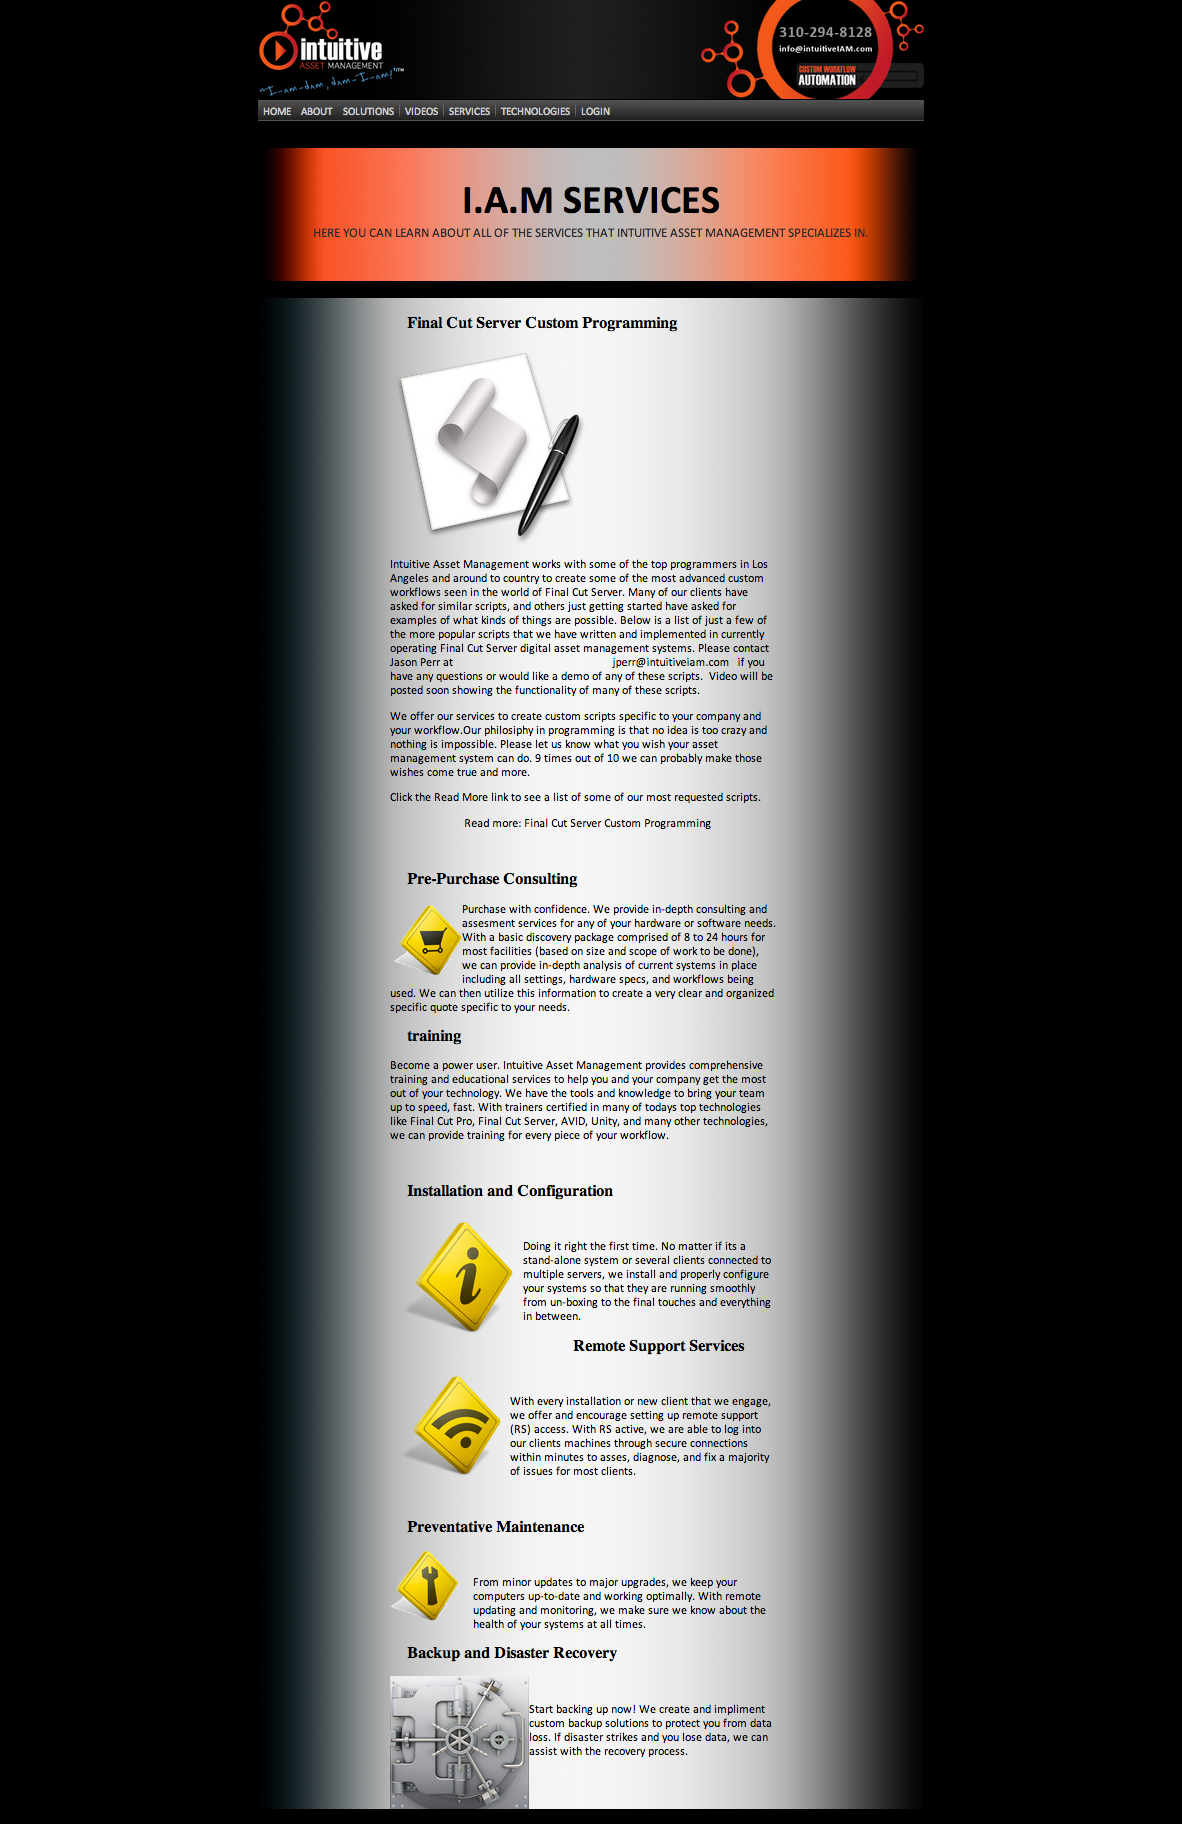 intuitive
ASSET MANAGEMENT
"I-am-dam, dam-I-am!"™
310-294-8128
info@intuitiveIAM.com
CUSTOM WORKFLOW
AUTOMATION
HOME ABOUT SOLUTIONS VIDEOS SERVICES TECHNOLOGIES LOGIN
I.A.M SERVICES
HERE YOU CAN LEARN ABOUT ALL OF THE SERVICES THAT INTUITIVE ASSET MANAGEMENT SPECIALIZES IN.
Final Cut Server Custom Programming
Intuitive Asset Management works with some of the top programmers in Los
Angeles and around to country to create some of the most advanced custom
workflows seen in the world of Final Cut Server. Many of our clients have
asked for similar scripts, and others just getting started have asked for
examples of what kinds of things are possible. Below is a list of just a few of
the more popular scripts that we have written and implemented in currently
operating Final Cut Server digital asset management systems. Please contact
Jason Perr at jperr@intuitiveiam.com if you
have any questions or would like a demo of any of these scripts. Video will be
posted soon showing the functionality of many of these scripts.
We offer our services to create custom scripts specific to your company and
your workflow.Our philosiphy in programming is that no idea is too crazy and
nothing is impossible. Please let us know what you wish your asset
management system can do. 9 times out of 10 we can probably make those
wishes come true and more.
Click the Read More link to see a list of some of our most requested scripts.
Read more: Final Cut Server Custom Programming
Pre-Purchase Consulting
Purchase with confidence. We provide in-depth consulting and
assesment services for any of your hardware or software needs.
With a basic discovery package comprised of 8 to 24 hours for
most facilities (based on size and scope of work to be done),
we can provide in-depth analysis of current systems in place
including all settings, hardware specs, and workflows being
used. We can then utilize this information to create a very clear and organized
specific quote specific to your needs.
training
Become a power user. Intuitive Asset Management provides comprehensive
training and educational services to help you and your company get the most
out of your technology. We have the tools and knowledge to bring your team
up to speed, fast. With trainers certified in many of todays top technologies
like Final Cut Pro, Final Cut Server, AVID, Unity, and many other technologies,
we can provide training for every piece of your workflow.
Installation and Configuration
Doing it right the first time. No matter if its a
stand-alone system or several clients connected to
multiple servers, we install and properly configure
your systems so that they are running smoothly
from un-boxing to the final touches and everything
in between.
Remote Support Services
With every installation or new client that we engage,
we offer and encourage setting up remote support
(RS) access. With RS active, we are able to log into
our clients machines through secure connections
within minutes to asses, diagnose, and fix a majority
of issues for most clients.
Preventative Maintenance
From minor updates to major upgrades, we keep your
computers up-to-date and working optimally. With remote
updating and monitoring, we make sure we know about the
health of your systems at all times.
Backup and Disaster Recovery
Start backing up now! We create and impliment
custom backup solutions to protect you from data
loss. If disaster strikes and you lose data, we can
assist with the recovery process.